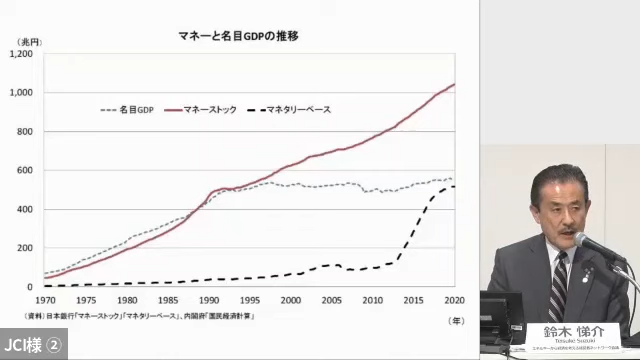 マネーと名目GDPの推移
(兆円)
1,200
1,000
800
600
400
200
0
名目GDP
マネーストック
マネタリーベース
1970 1975 1980 1985 1990 1995 2000 2005 2010 2015 2020
(年)
(資料)日本銀行「マネーストック」「マネタリーベース」、内閣府「国民経済計算」
鈴木 悌介
JCI様 ②